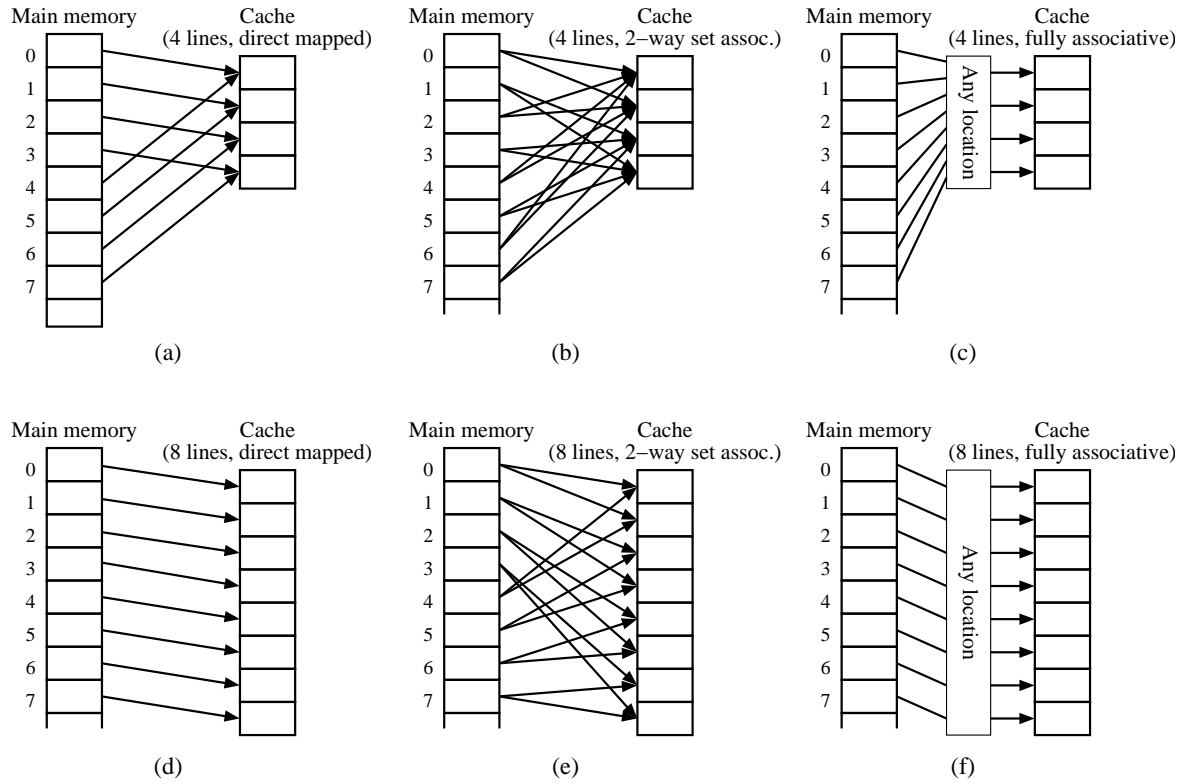 Main memory
Cache
(4 lines, direct mapped)
0
1
2
3
4
5
6
7
(a)
Main memory
Cache
(4 lines, 2−way set assoc.)
0
1
2
3
4
5
6
7
(b)
Main memory
Cache
(4 lines, fully associative)
0
1
2
3
4
5
6
7
Any location
(c)
Main memory
Cache
(8 lines, direct mapped)
0
1
2
3
4
5
6
7
(d)
Main memory
Cache
(8 lines, 2−way set assoc.)
0
1
2
3
4
5
6
7
(e)
Main memory
Cache
(8 lines, fully associative)
0
1
2
3
4
5
6
7
Any location
(f)